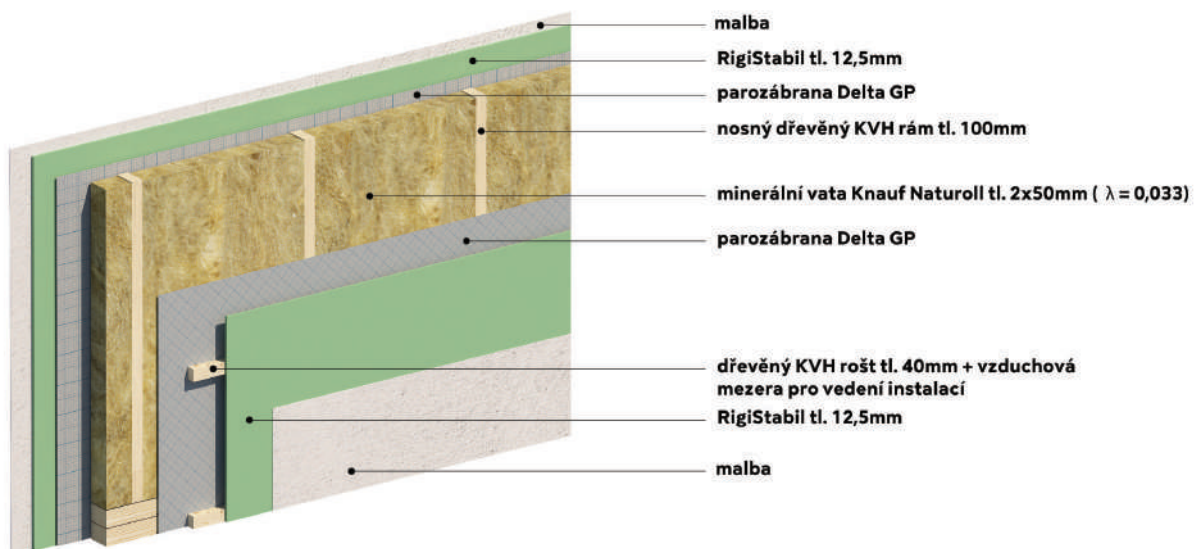 malba
RigiStabil tl. 12,5mm
parozábrana Delta GP
nosný dřevěný KVH rám tl. 100mm
minerální vata Knauf Naturoll tl. 2x50mm ( λ = 0,033)
parozábrana Delta GP
dřevěný KVH rošt tl. 40mm + vzduchová
mezera pro vedení instalací
RigiStabil tl. 12,5mm
malba